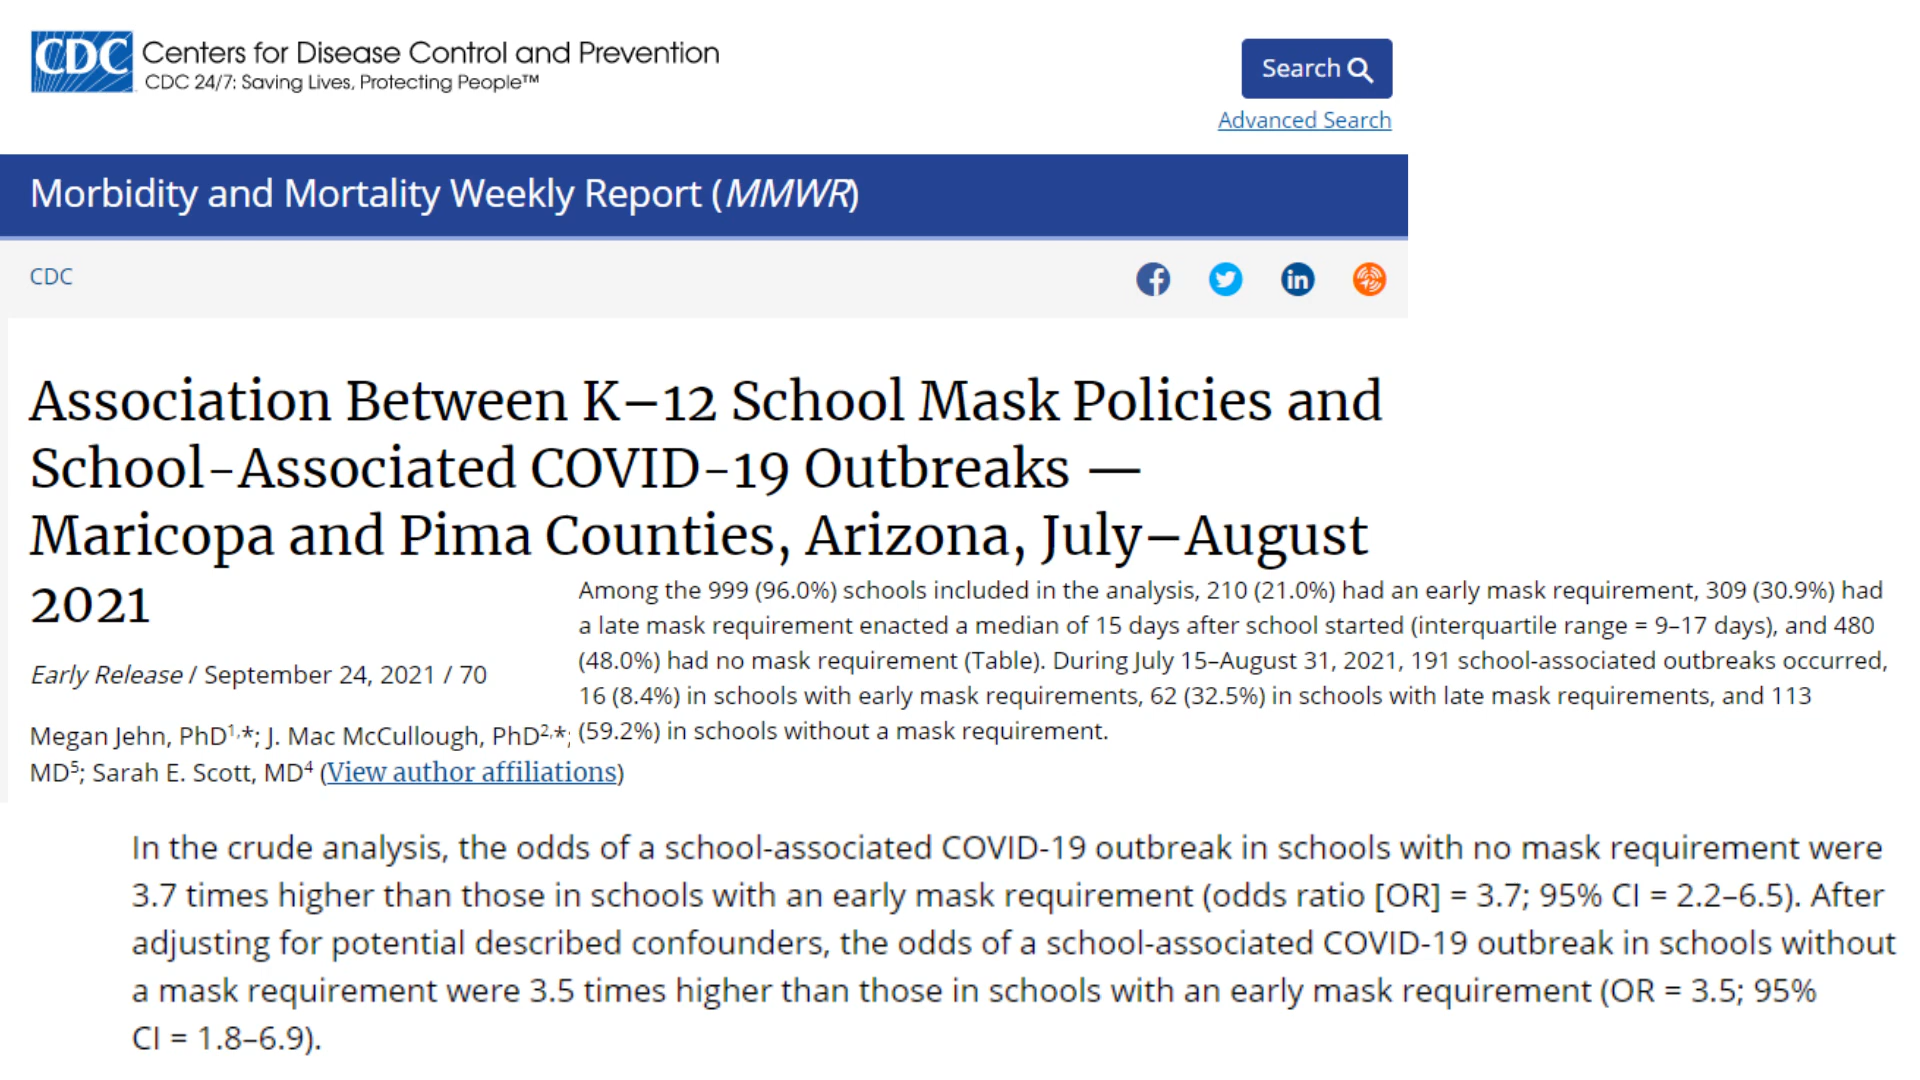 CDC Centers for Disease Control and Prevention
CDC 24/7: Saving Lives, Protecting People™
Search
Advanced Search
Morbidity and Mortality Weekly Report (MMWR)
CDC
Association Between K–12 School Mask Policies and
School-Associated COVID-19 Outbreaks —
Maricopa and Pima Counties, Arizona, July–August
2021
Early Release / September 24, 2021 / 70
Megan Jehn, PhD1,*; J. Mac McCullough, PhD2,*;
MD5; Sarah E. Scott, MD4 (View author affiliations)
Among the 999 (96.0%) schools included in the analysis, 210 (21.0%) had an early mask requirement, 309 (30.9%) had
a late mask requirement enacted a median of 15 days after school started (interquartile range = 9–17 days), and 480
(48.0%) had no mask requirement (Table). During July 15–August 31, 2021, 191 school-associated outbreaks occurred,
16 (8.4%) in schools with early mask requirements, 62 (32.5%) in schools with late mask requirements, and 113
(59.2%) in schools without a mask requirement.
In the crude analysis, the odds of a school-associated COVID-19 outbreak in schools with no mask requirement were
3.7 times higher than those in schools with an early mask requirement (odds ratio [OR] = 3.7; 95% CI = 2.2–6.5). After
adjusting for potential described confounders, the odds of a school-associated COVID-19 outbreak in schools without
a mask requirement were 3.5 times higher than those in schools with an early mask requirement (OR = 3.5; 95%
CI = 1.8–6.9).